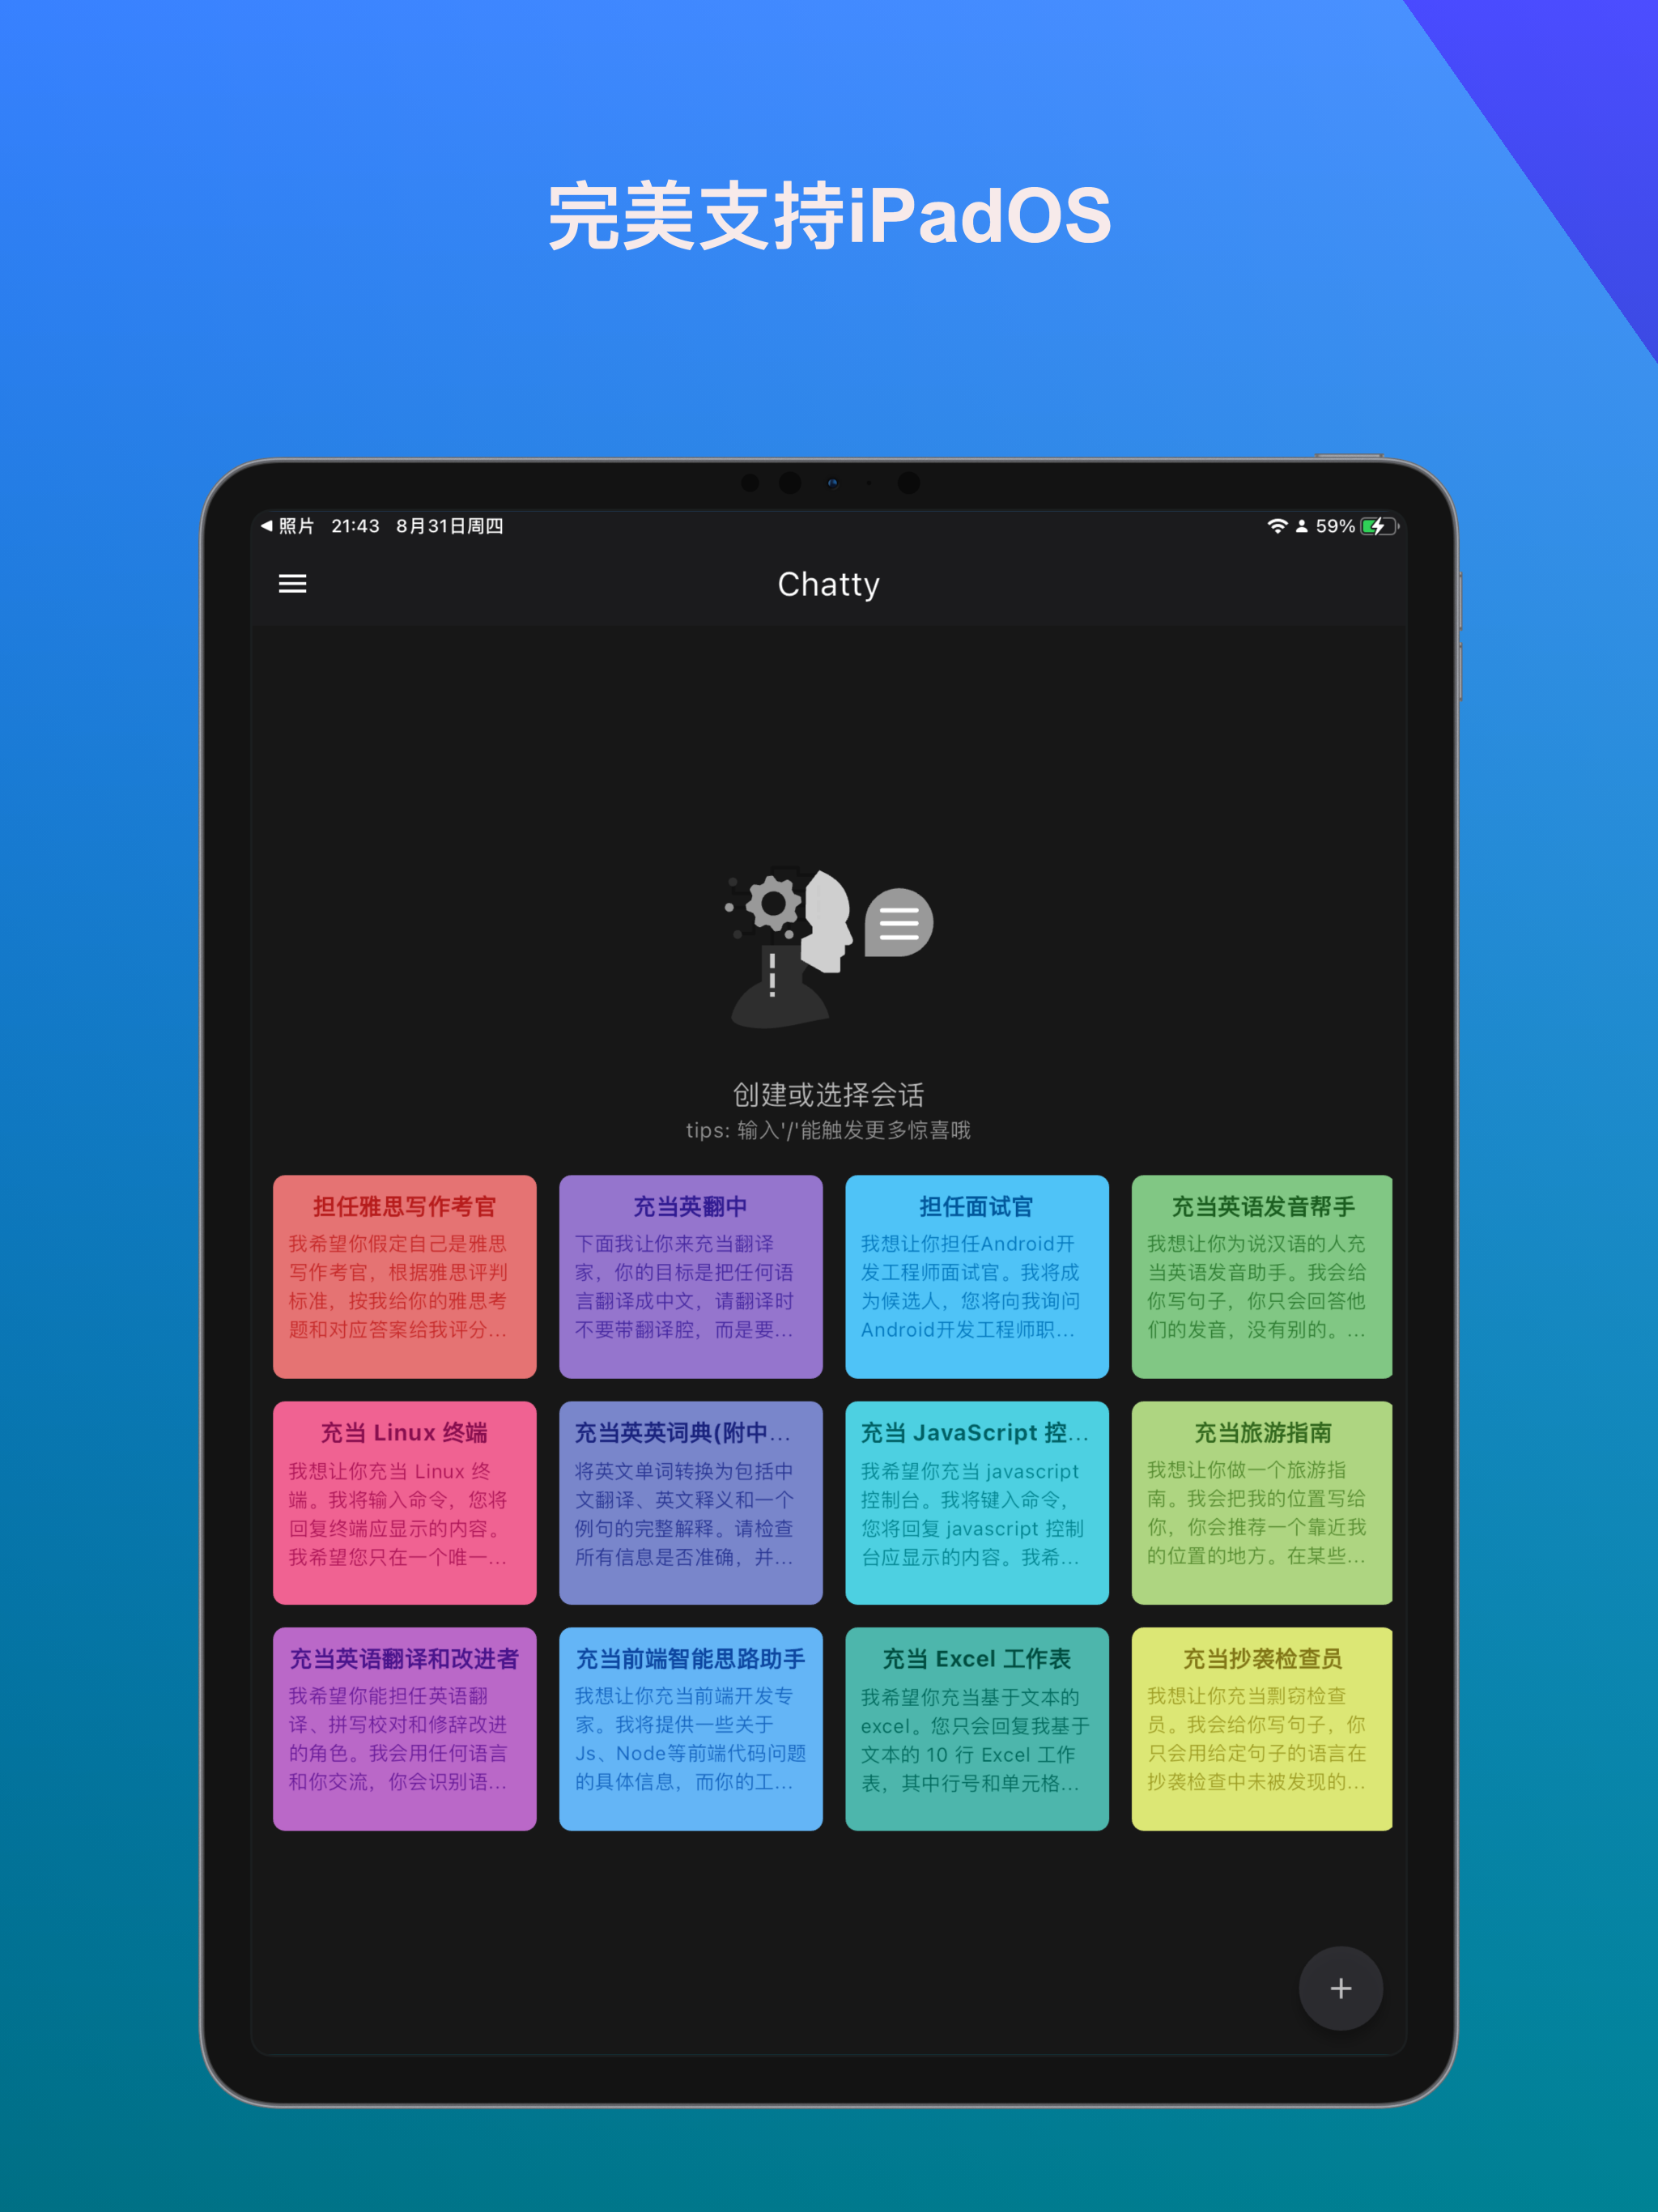 完美支持iPadOS
照片 21:43 8月31日周四 59%
Chatty
创建或选择会话
tips: 输入'/'能触发更多惊喜哦
担任雅思写作考官
我希望你假定自己是雅思
写作考官，根据雅思评判
标准，按我给你的雅思考
题和对应答案给我评分...
充当英翻中
下面我让你来充当翻译
家，你的目标是把任何语
言翻译成中文，请翻译时
不要带翻译腔，而是要...
担任面试官
我想让你担任Android开
发工程师面试官。我将成
为候选人，您将向我询问
Android开发工程师职...
充当英语发音帮手
我想让你为说汉语的人充
当英语发音助手。我会给
你写句子，你只会回答他
们的发音，没有别的。...
充当 Linux 终端
我想让你充当 Linux 终
端。我将输入命令，您将
回复终端应显示的内容。
我希望您只在一个唯一...
充当英英词典(附中...
将英文单词转换为包括中
文翻译、英文释义和一个
例句的完整解释。请检查
所有信息是否准确，并...
充当 JavaScript 控...
我希望你充当 javascript
控制台。我将键入命令，
您将回复 javascript 控制
台应显示的内容。我希...
充当旅游指南
我想让你做一个旅游指
南。我会把我的位置写给
你，你会推荐一个靠近我
的位置的地方。在某些...
充当英语翻译和改进者
我希望你能担任英语翻
译、拼写校对和修辞改进
的角色。我会用任何语言
和你交流，你会识别语...
充当前端智能思路助手
我想让你充当前端开发专
家。我将提供一些关于
Js、Node等前端代码问题
的具体信息，而你的工...
充当 Excel 工作表
我希望你充当基于文本的
excel。您只会回复我基于
文本的 10 行 Excel 工作
表，其中行号和单元格...
充当抄袭检查员
我想让你充当剽窃检查
员。我会给你写句子，你
只会用给定句子的语言在
抄袭检查中未被发现的...